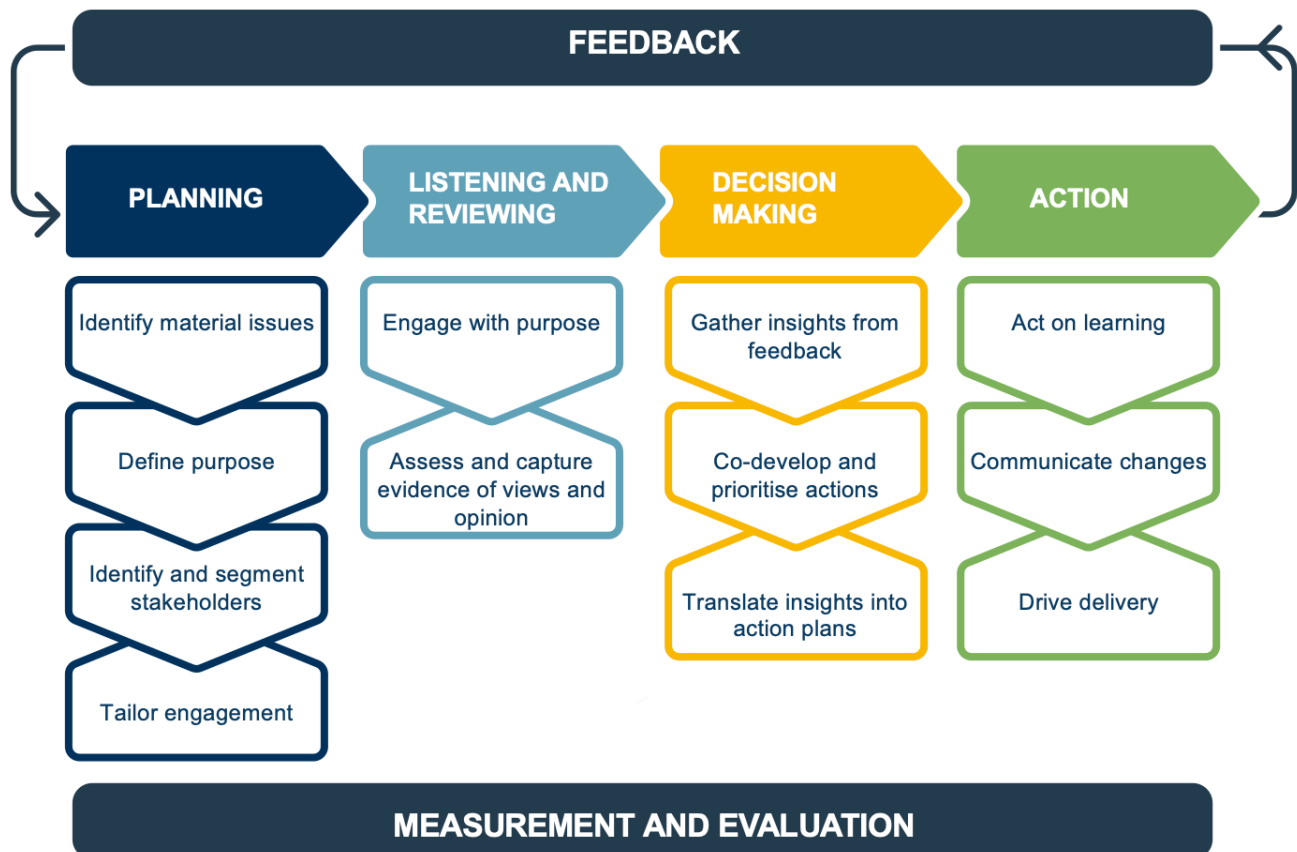 FEEDBACK
PLANNING
LISTENING AND
REVIEWING
DECISION
MAKING
ACTION
Identify material issues
Define purpose
Identify and segment
stakeholders
Tailor engagement
Engage with purpose
Assess and capture
evidence of views and
opinion
Gather insights from
feedback
Co-develop and
prioritise actions
Translate insights into
action plans
Act on learning
Communicate changes
Drive delivery
MEASUREMENT AND EVALUATION